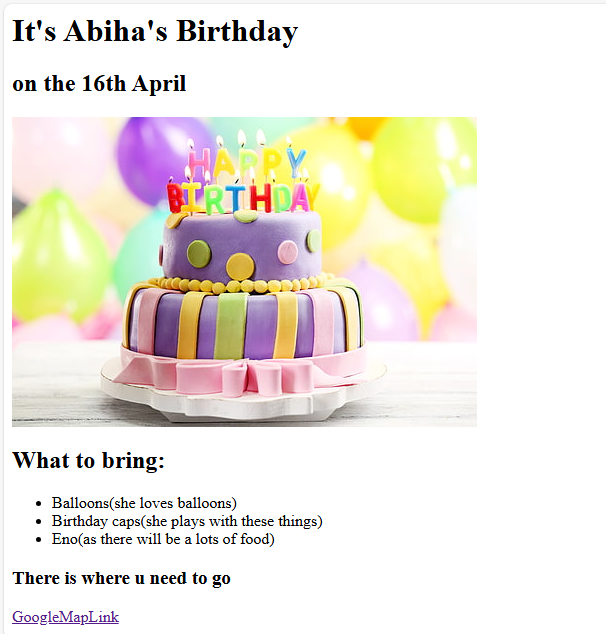 It's Abiha's Birthday
on the 16th April
HAPPY
BIRTHDAY
What to bring:
Balloons(she loves balloons)
Birthday caps(she plays with these things)
Eno(as there will be a lots of food)
There is where u need to go
GoogleMapLink